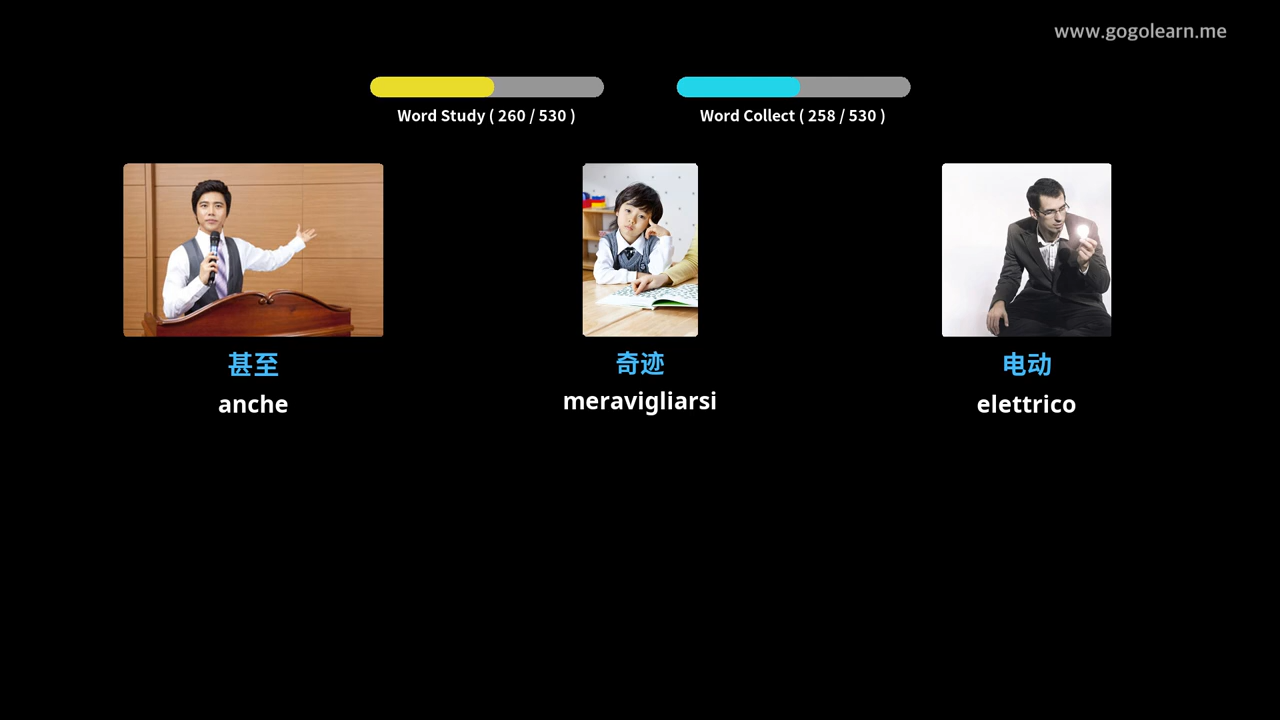 www.gogolearn.me
Word Study ( 260 / 530 )
Word Collect ( 258 / 530 )
甚至
anche
奇迹
meravigliarsi
电动
elettrico